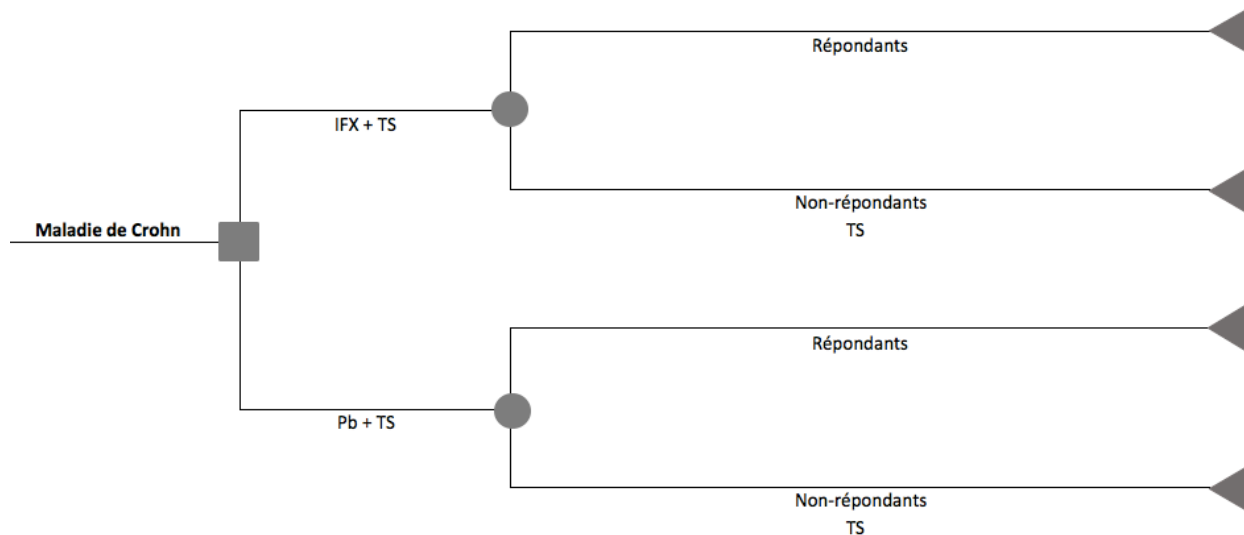 Répondants
IFX + TS
Non-répondants
TS
Maladie de Crohn
Répondants
Pb + TS
Non-répondants
TS